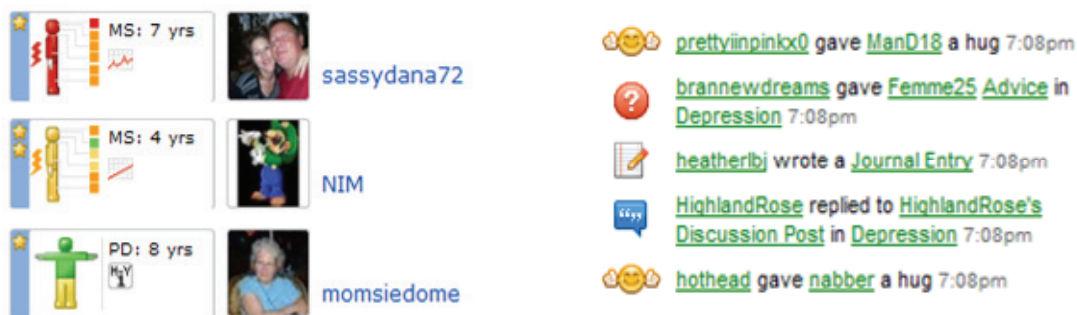 MS: 7 yrs
sassydana72
MS: 4 yrs
NIM
PD: 8 yrs
H-Y
1
momsiedome
prettyiinpinkx0 gave ManD18 a hug 7:08pm
brannewdreams gave Femme25 Advice in
Depression 7:08pm
heatherlbj wrote a Journal Entry 7:08pm
HighlandRose replied to HighlandRose's
Discussion Post in Depression 7:08pm
hothead gave nabber a hug 7:08pm